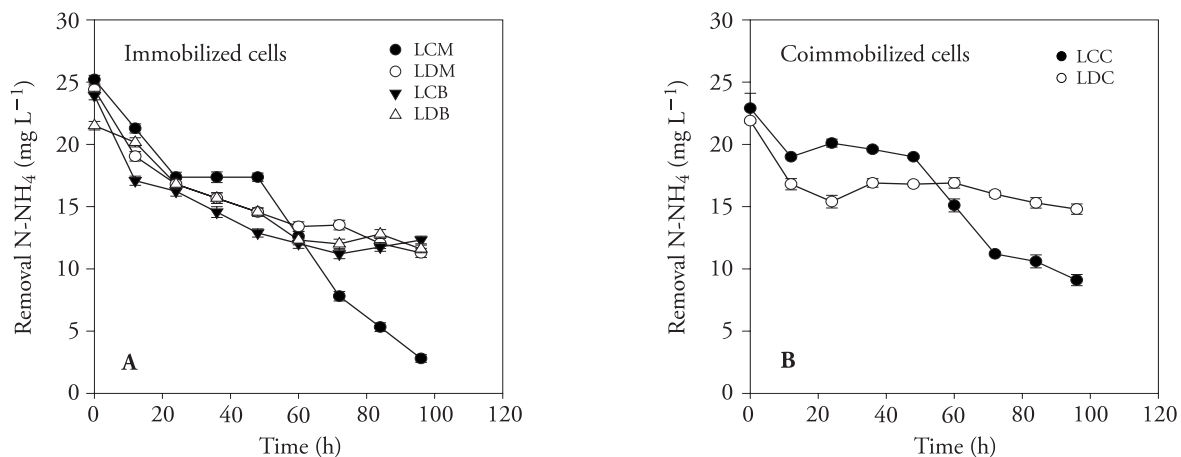 30
25
20
15
10
5
0
Removal N-NH4 (mg L−1)
Immobilized cells
LCM
LDM
LCB
LDB
A
0 20 40 60 80 100 120
Time (h)
30
25
20
15
10
5
0
Removal N-NH4 (mg L−1)
Coimmobilized cells
LCC
LDC
B
0 20 40 60 80 100 120
Time (h)